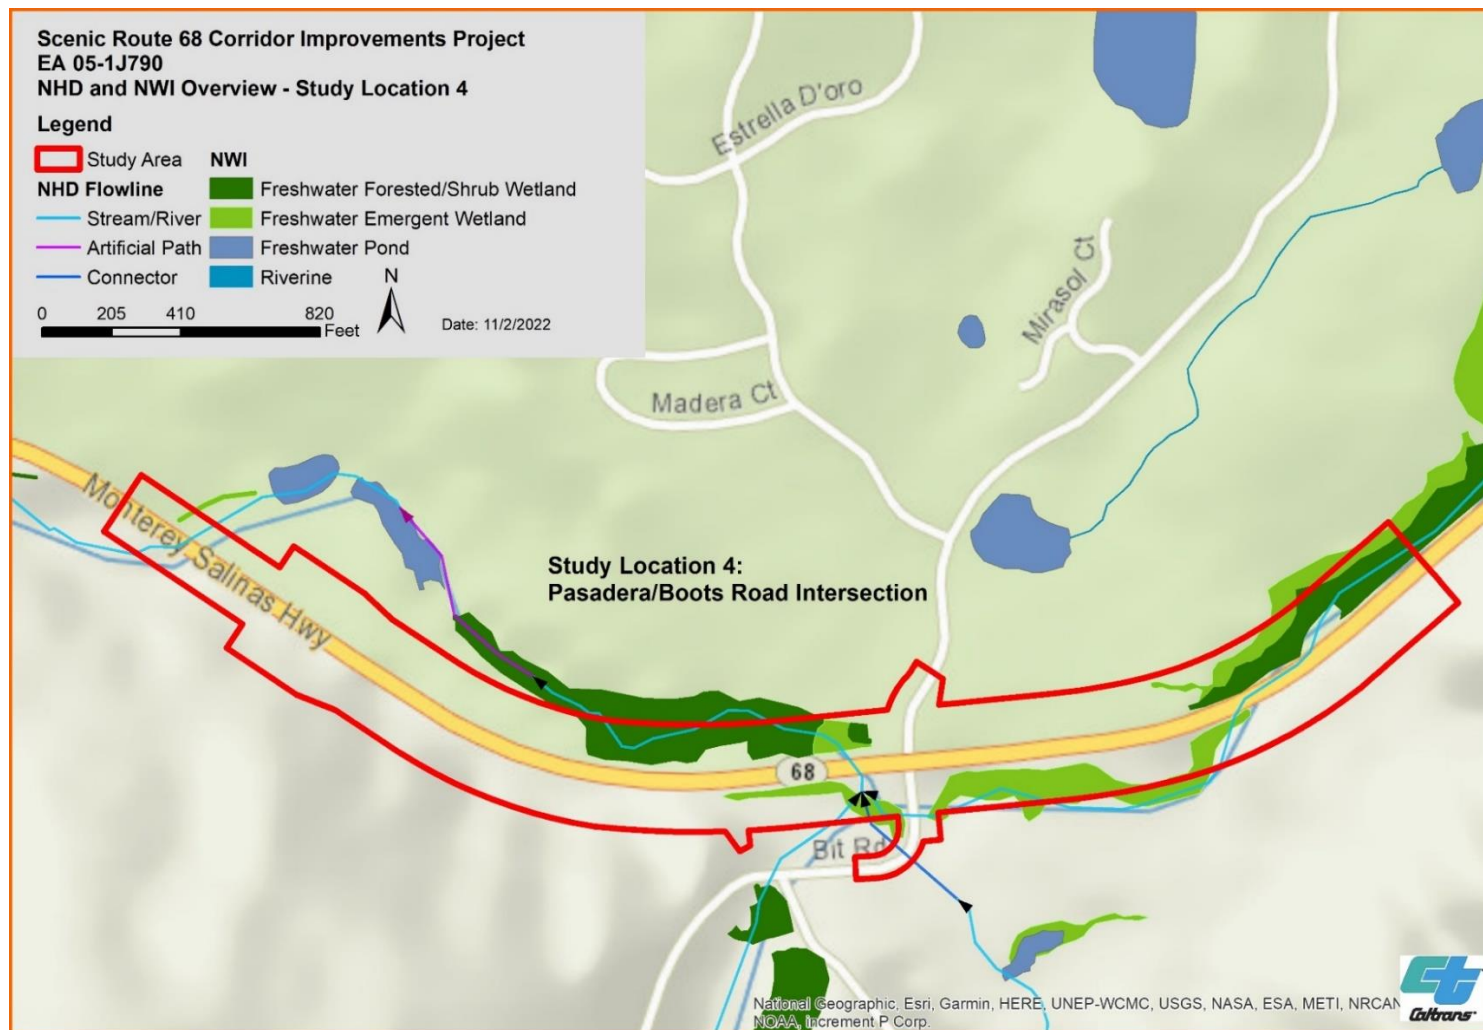 Scenic Route 68 Corridor Improvements Project
EA 05-1J790
NHD and NWI Overview - Study Location 4
Legend
Study Area
NWI
NHD Flowline
Freshwater Forested/Shrub Wetland
Stream/River
Freshwater Emergent Wetland
Artificial Path
Freshwater Pond
Connector
Riverine
N
0 205 410 820
Feet
Date: 11/2/2022
Estrella D'oro
Mirasol Ct
Madera Ct
Monterey Salinas Hwy
Study Location 4:
Pasadera/Boots Road Intersection
68
Bit Rd
National Geographic, Esri, Garmin, HERE, UNEP-WCMC, USGS, NASA, ESA, METI, NRCAN
NOAA, increment P Corp.
ct
Caltrans